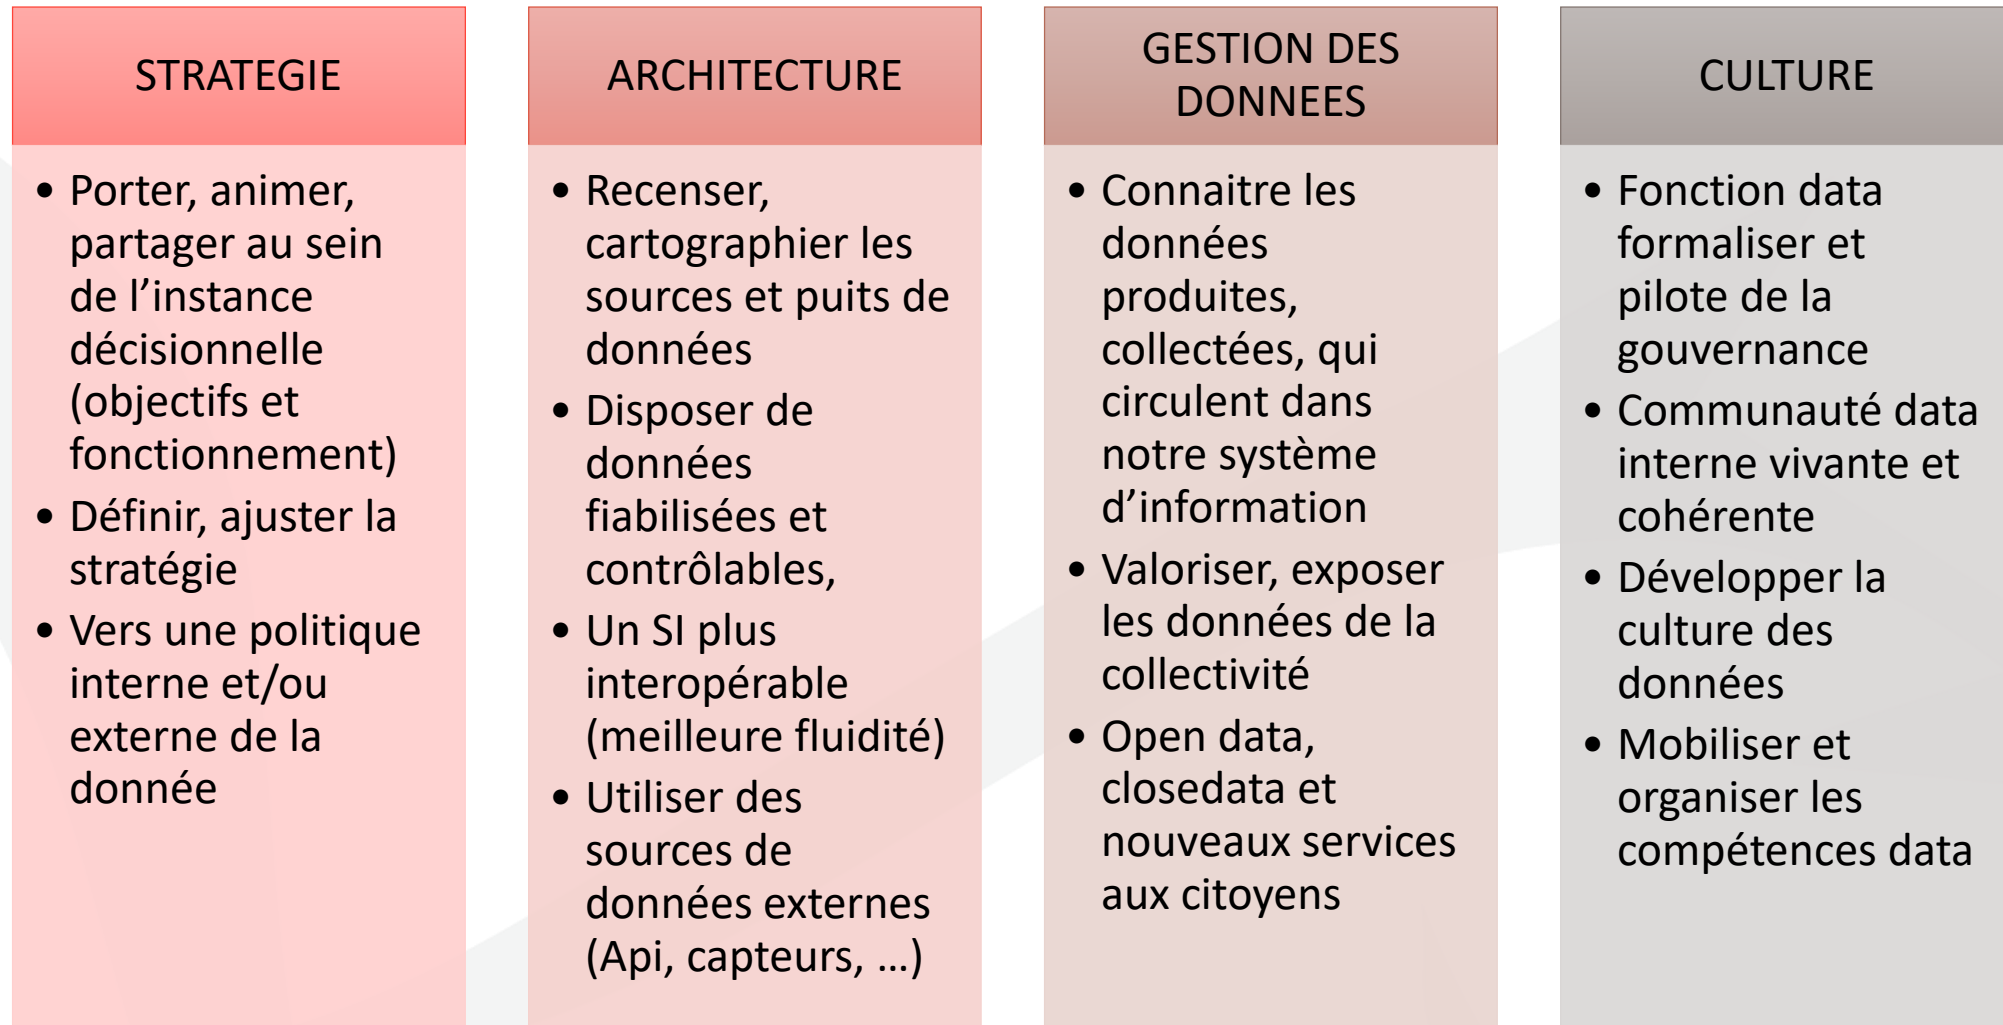 STRATEGIE
• Porter, animer,
partager au sein
de l’instance
décisionnelle
(objectifs et
fonctionnement)
• Définir, ajuster la
stratégie
• Vers une politique
interne et/ou
externe de la
donnée
ARCHITECTURE
• Recenser,
cartographier les
sources et puits de
données
• Disposer de
données
fiabilisées et
contrôlables,
• Un SI plus
interopérable
(meilleure fluidité)
• Utiliser des
sources de
données externes
(Api, capteurs, …)
GESTION DES
DONNEES
• Connaitre les
données
produites,
collectées, qui
circulent dans
notre système
d’information
• Valoriser, exposer
les données de la
collectivité
• Open data,
closedata et
nouveaux services
aux citoyens
CULTURE
• Fonction data
formaliser et
pilote de la
gouvernance
• Communauté data
interne vivante et
cohérente
• Développer la
culture des
données
• Mobiliser et
organiser les
compétences data